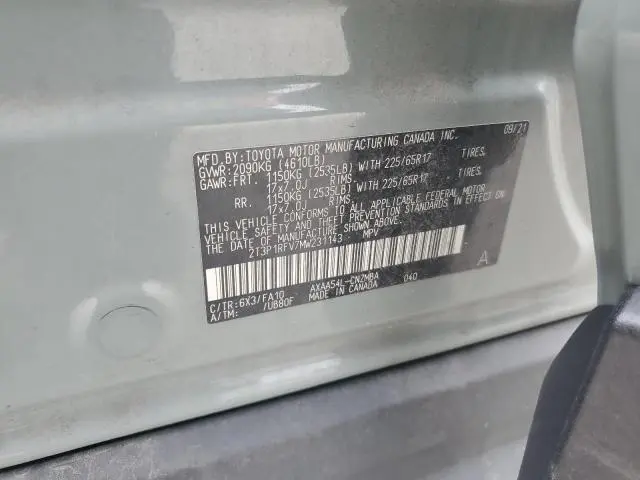 MFD. BY: TOYOTA MOTOR MANUFACTURING CANADA INC. 09/21
GVWR: 2090KG (4610LB)
GAWR: FRT. 1150KG (2535LB) WITH 225/65R17 TIRES.
17x7.0J RIMS.
RR. 1150KG (2535LB) WITH 225/65R17 TIRES.
17x7.0J RIMS.
THIS VEHICLE CONFORMS TO ALL APPLICABLE FEDERAL MOTOR
VEHICLE SAFETY AND THEFT PREVENTION STANDARDS IN EFFECT ON
THE DATE OF MANUFACTURE SHOWN ABOVE.
2T3P1RFV7MW231143 MPV
A
C/TR: 6X3/FA10 AXAA54L-CNZMBA 040
A/TM: /UB80F MADE IN CANADA